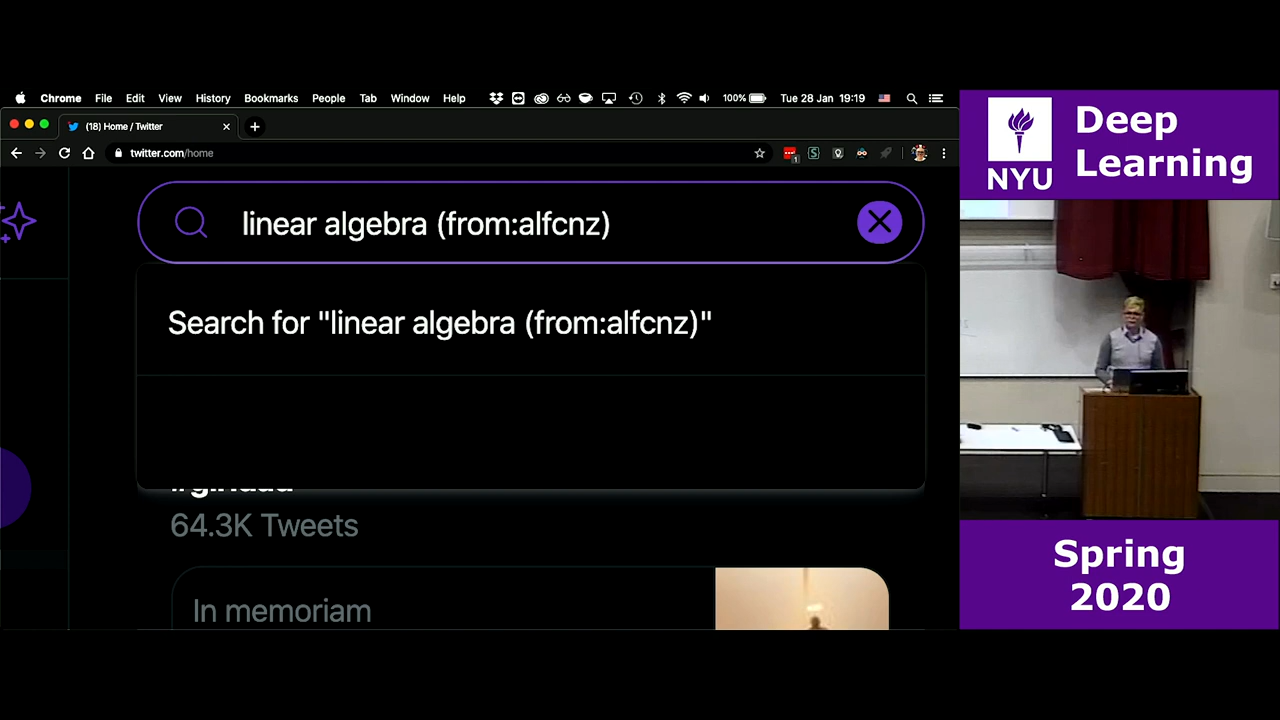 Chrome File Edit View History Bookmarks People Tab Window Help 100% Tue 28 Jan 19:19
(18) Home / Twitter
twitter.com/home
1
linear algebra (from:alfcnz)
Search for "linear algebra (from:alfcnz)"
64.3K Tweets
In memoriam
NYU
Deep
Learning
Spring
2020